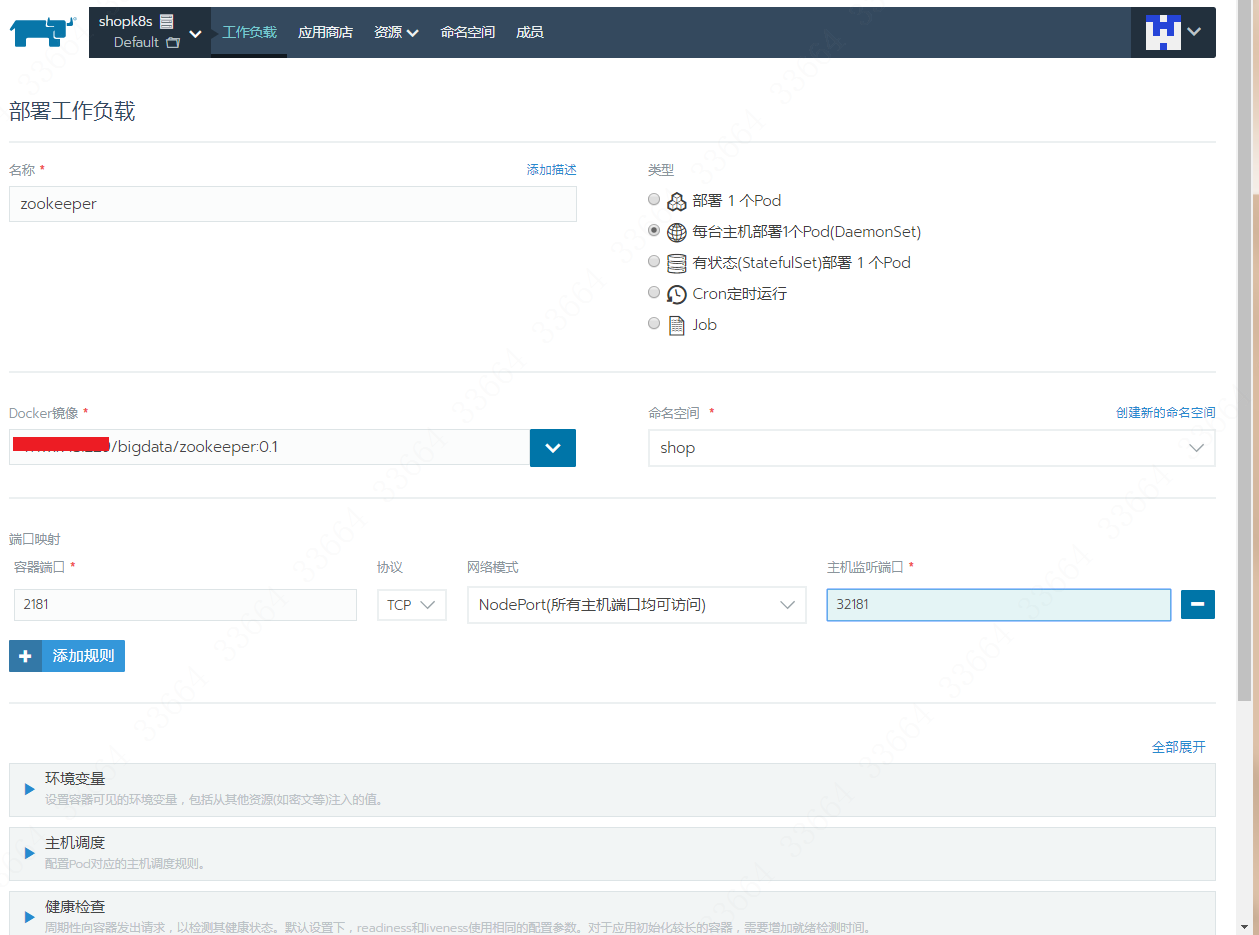 shopk8s
Default
工作负载 应用商店 资源 命名空间 成员
部署工作负载
名称 * 添加描述
zookeeper
类型
部署 1 个Pod
每台主机部署1个Pod(DaemonSet)
有状态(StatefulSet)部署 1 个Pod
Cron定时运行
Job
Docker镜像 *
/bigdata/zookeeper:0.1
命名空间 * 创建新的命名空间
shop
端口映射
容器端口 * 协议 网络模式 主机监听端口 *
2181 TCP NodePort(所有主机端口均可访问) 32181
添加规则
全部展开
环境变量
设置容器可见的环境变量，包括从其他资源(如密文等)注入的值。
主机调度
配置Pod对应的主机调度规则。
健康检查
周期性向容器发出请求，以检测其健康状态。默认设置下，readiness和liveness使用相同的配置参数。对于应用初始化较长的容器，需要增加就绪检测时间。
33664